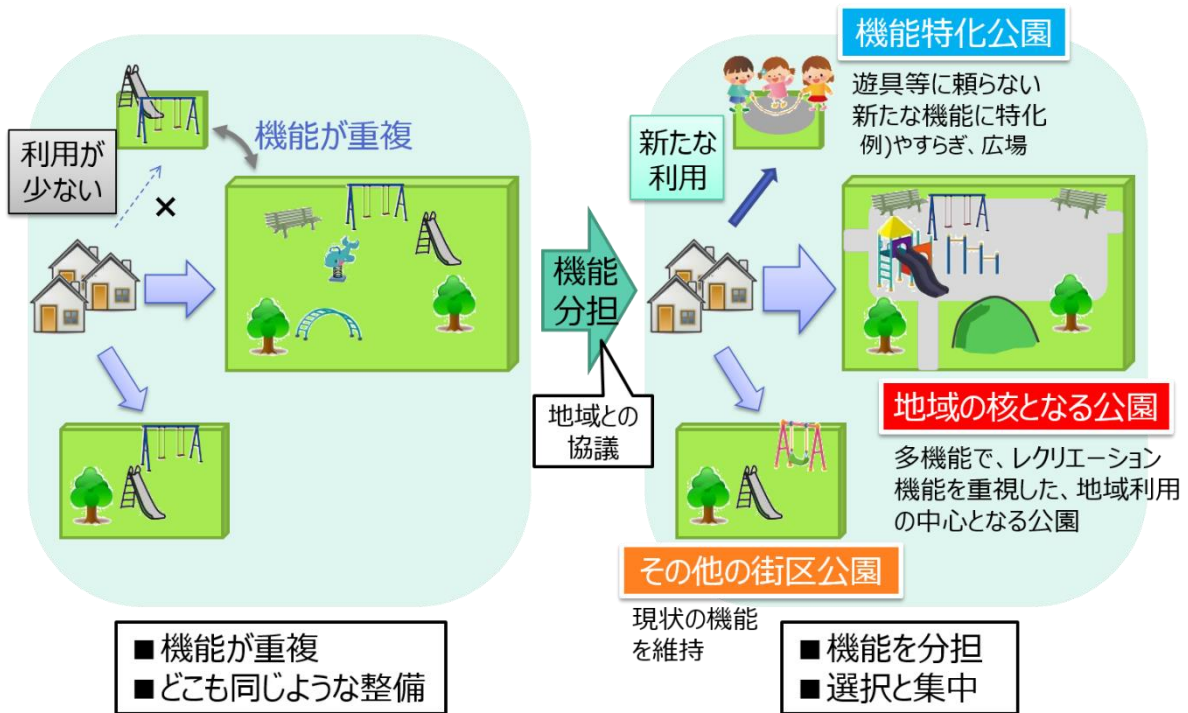 利用が
少ない
機能が重複
×
■機能が重複
■どこも同じような整備
機能
分担
地域との
協議
機能特化公園
遊具等に頼らない
新たな機能に特化
例)やすらぎ、広場
新たな
利用
地域の核となる公園
多機能で、レクリエーション
機能を重視した、地域利用
の中心となる公園
その他の街区公園
現状の機能
を維持
■機能を分担
■選択と集中